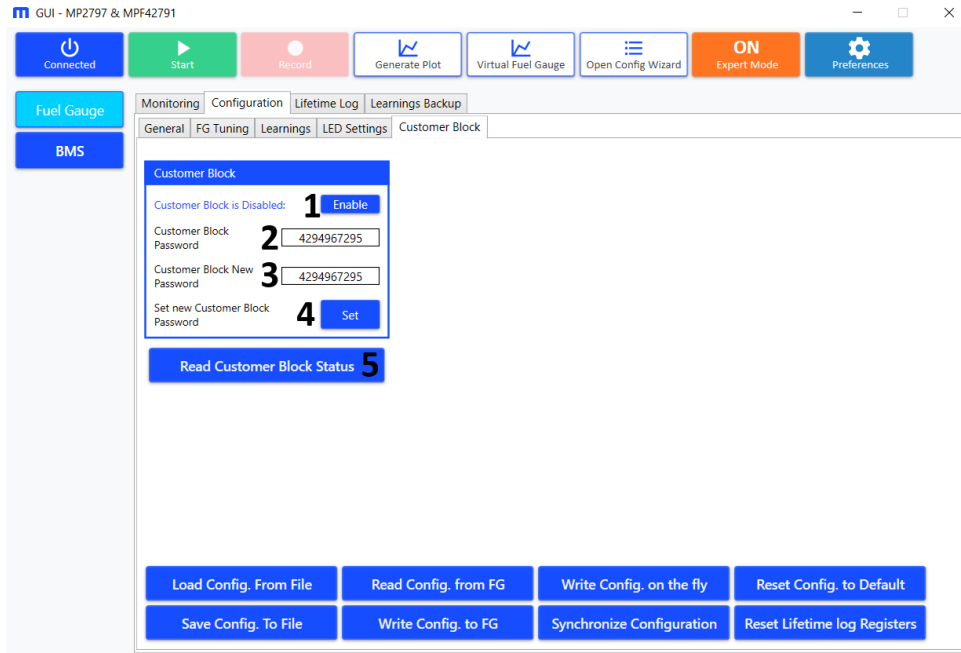 GUI - MP2797 & MPF42791
Connected
Start
Record
Generate Plot
Virtual Fuel Gauge
Open Config Wizard
ON
Expert Mode
Preferences
Fuel Gauge
BMS
Monitoring
Configuration
Lifetime Log
Learnings Backup
General
FG Tuning
Learnings
LED Settings
Customer Block
Customer Block
Customer Block is Disabled:
1
Enable
Customer Block
Password
2
4294967295
Customer Block New
Password
3
4294967295
Set new Customer Block
Password
4
Set
Read Customer Block Status
5
Load Config. From File
Read Config. from FG
Write Config. on the fly
Reset Config. to Default
Save Config. To File
Write Config. to FG
Synchronize Configuration
Reset Lifetime log Registers